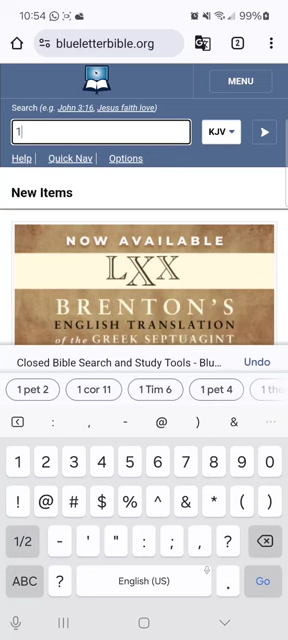 10:54 99%
blueletterbible.org 2
MENU
Search (e.g. John 3:16, Jesus faith love)
1 KJV
Help Quick Nav Options
New Items
NOW AVAILABLE
LXX
BRENTON'S
ENGLISH TRANSLATION
of the GREEK SEPTUAGINT
Closed Bible Search and Study Tools - Blu... Undo
1 pet 2 1 cor 11 1 Tim 6 1 pet 4 1 the
: , - @ ) & ...
1 2 3 4 5 6 7 8 9 0
! @ # $ % ^ & * ( )
1/2 - ' " : ; , ?
ABC ? English (US) . Go